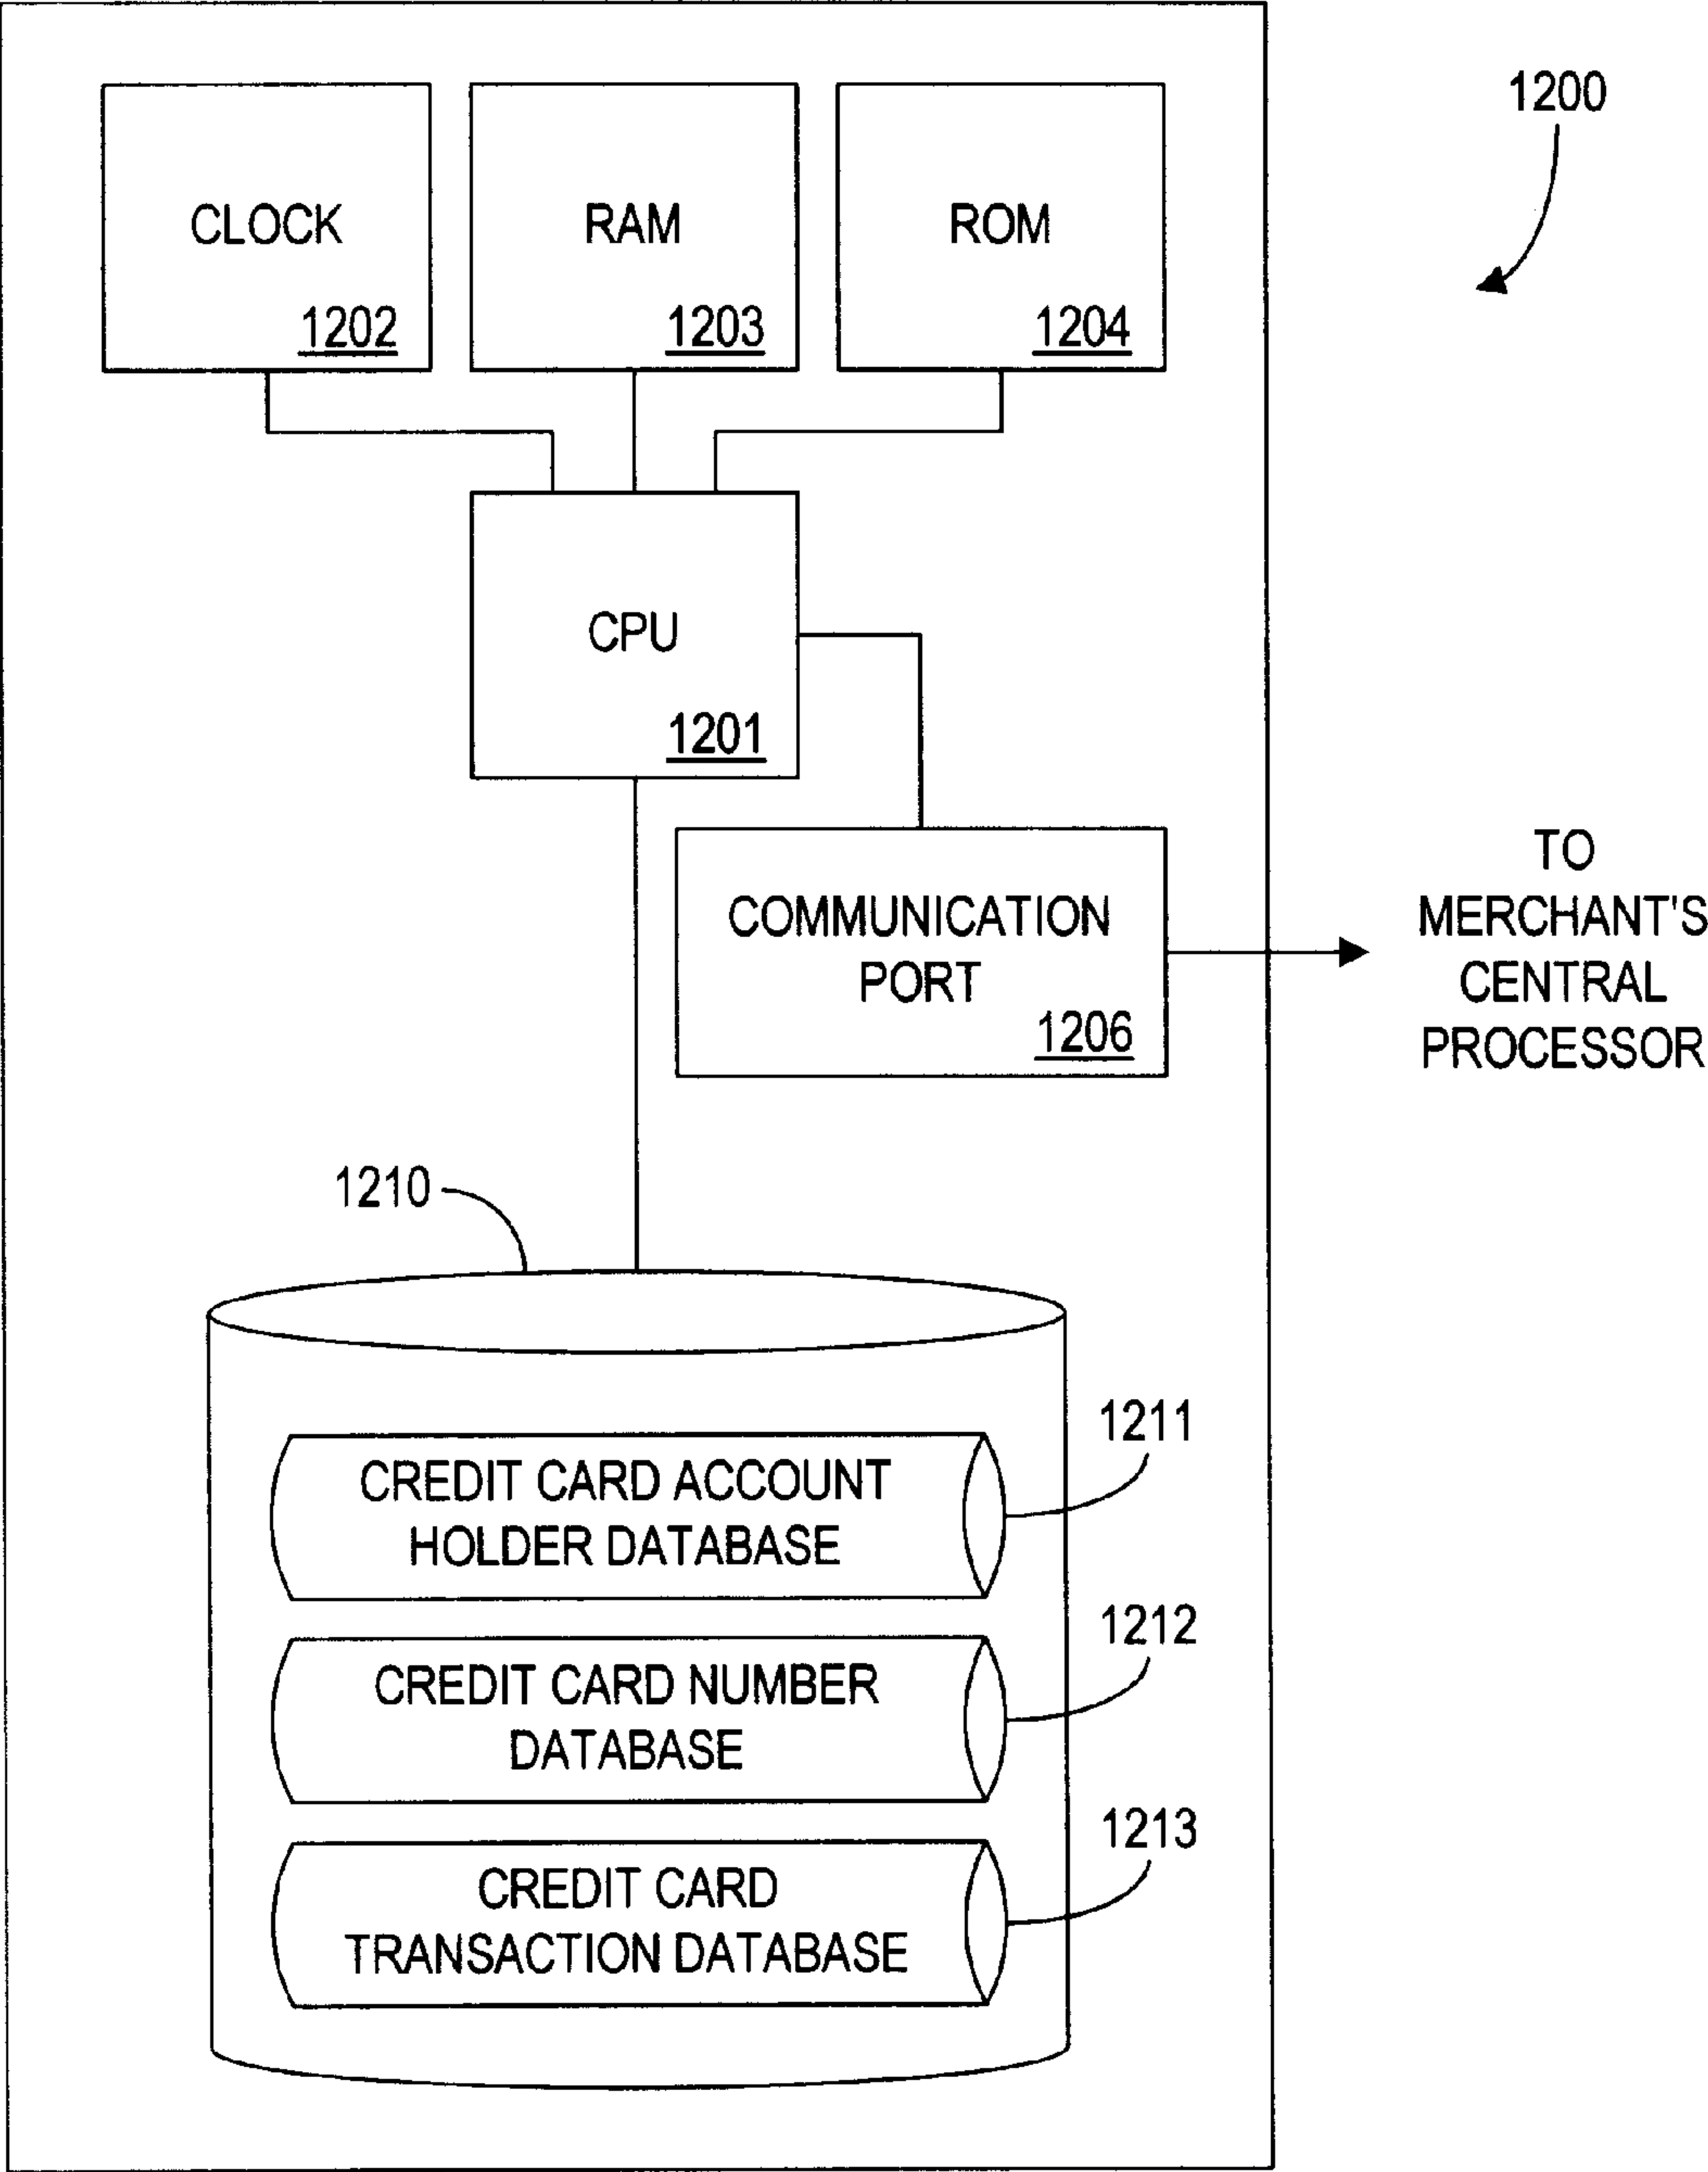 1200
CLOCK
1202
RAM
1203
ROM
1204
CPU
1201
COMMUNICATION
PORT
1206
TO
MERCHANT'S
CENTRAL
PROCESSOR
1210
CREDIT CARD ACCOUNT
HOLDER DATABASE
1211
CREDIT CARD NUMBER
DATABASE
1212
CREDIT CARD
TRANSACTION DATABASE
1213